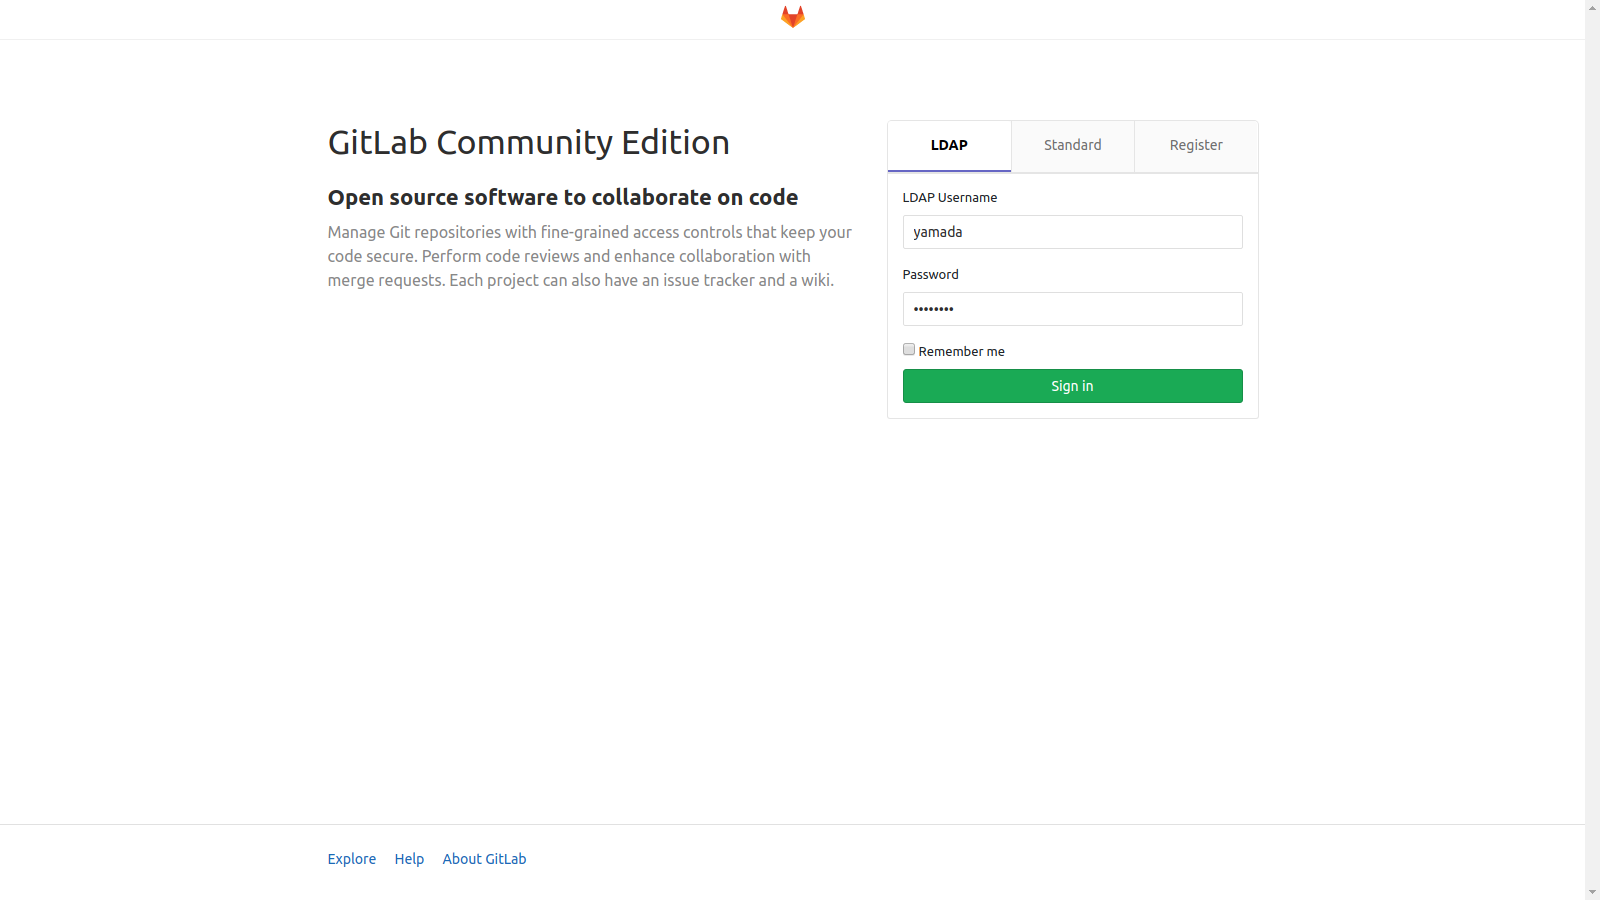 GitLab Community Edition
Open source software to collaborate on code
Manage Git repositories with fine-grained access controls that keep your
code secure. Perform code reviews and enhance collaboration with
merge requests. Each project can also have an issue tracker and a wiki.
LDAP
Standard
Register
LDAP Username
yamada
Password
••••••••
Remember me
Sign in
Explore
Help
About GitLab